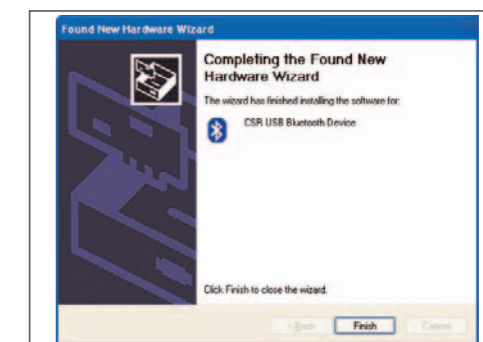 Found New Hardware Wizard
Completing the Found New
Hardware Wizard
The wizard has finished installing the software for:
CSR USB Bluetooth Device
Click Finish to close the wizard.
< Back Finish Cancel